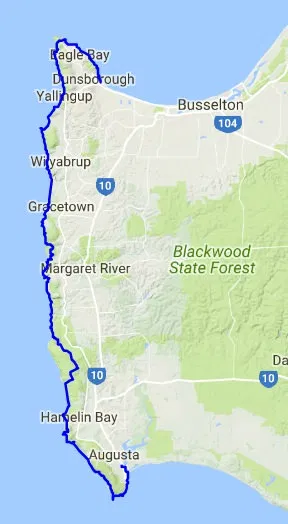 Eagle Bay
Dunsborough
Yallingup
Busselton
104
Wilyabrup
10
Gracetown
Blackwood
State Forest
Margaret River
10
10
Da
Hamelin Bay
Augusta